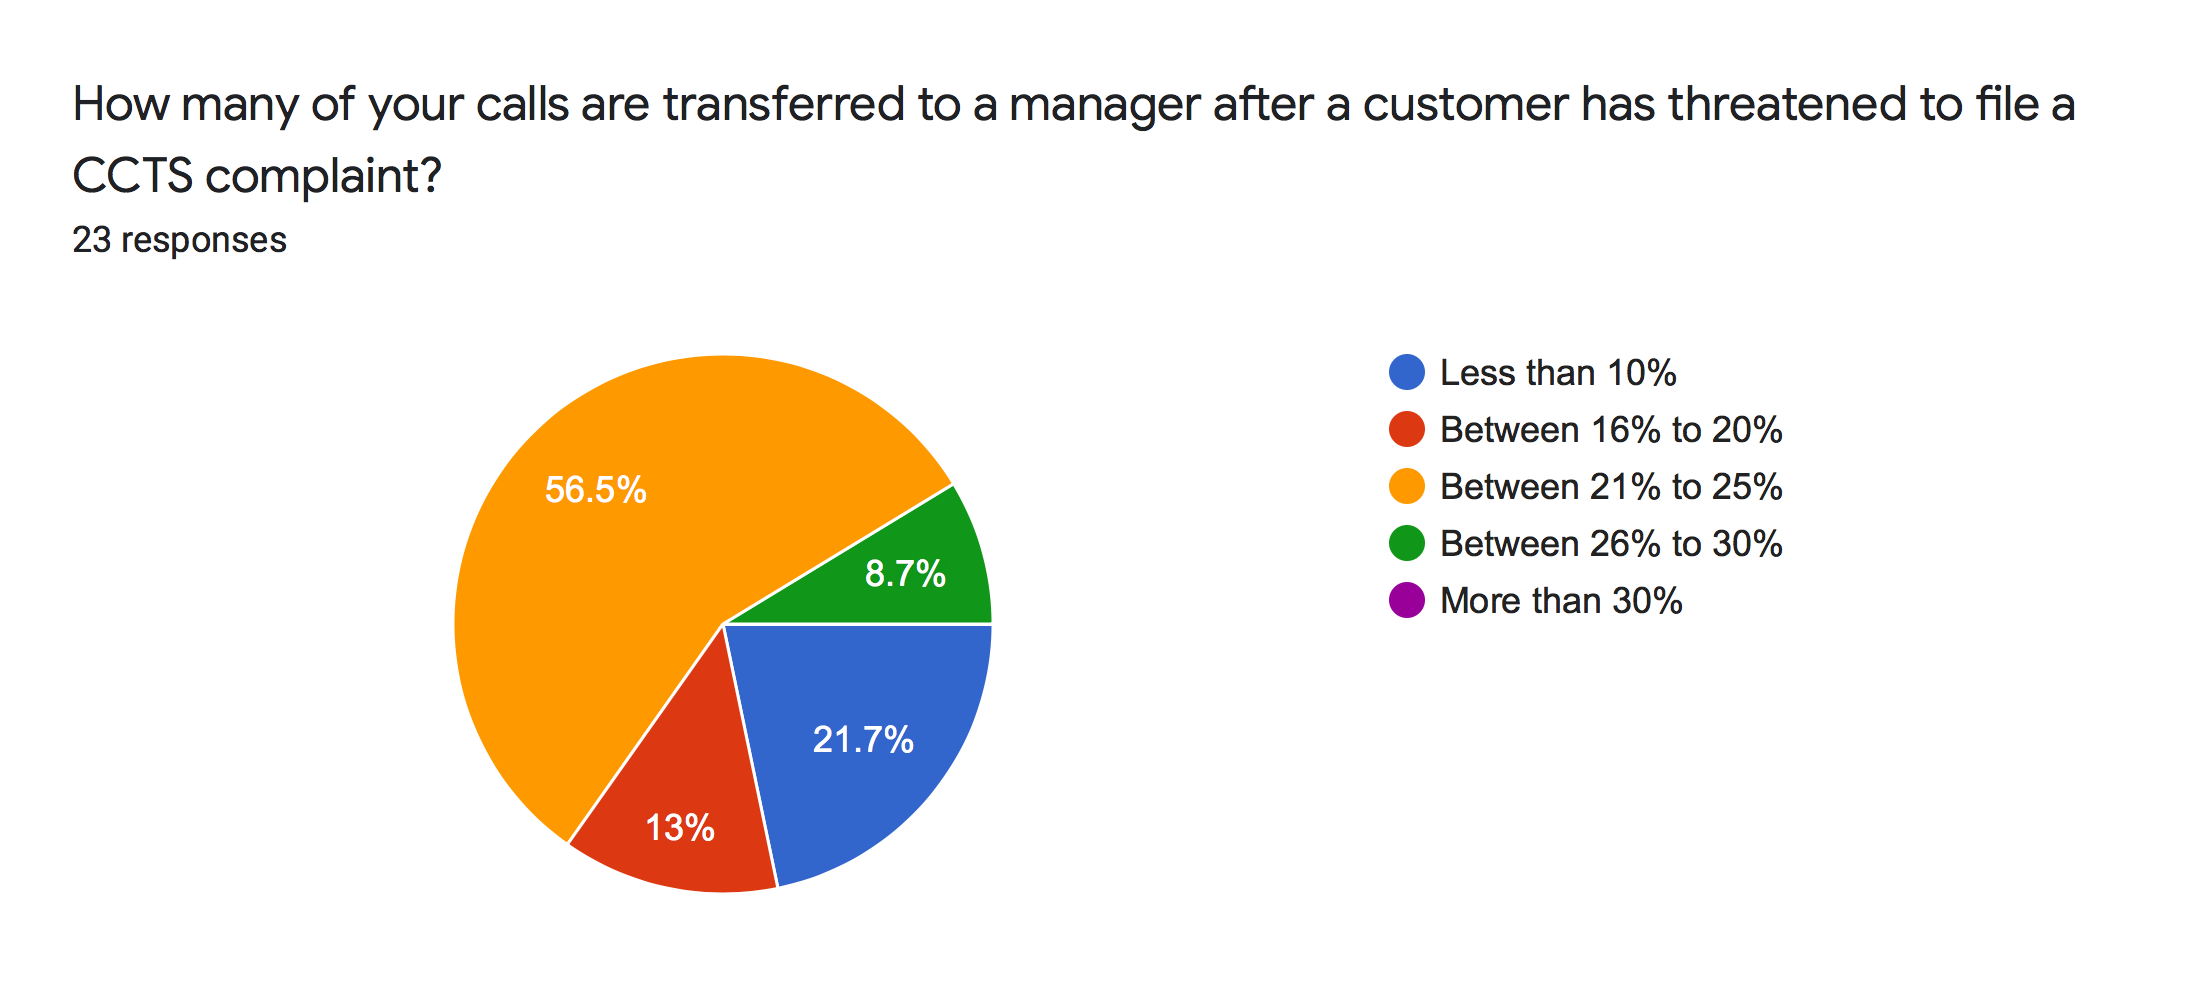 How many of your calls are transferred to a manager after a customer has threatened to file a
CCTS complaint?
23 responses
56.5%
8.7%
21.7%
13%
Less than 10%
Between 16% to 20%
Between 21% to 25%
Between 26% to 30%
More than 30%